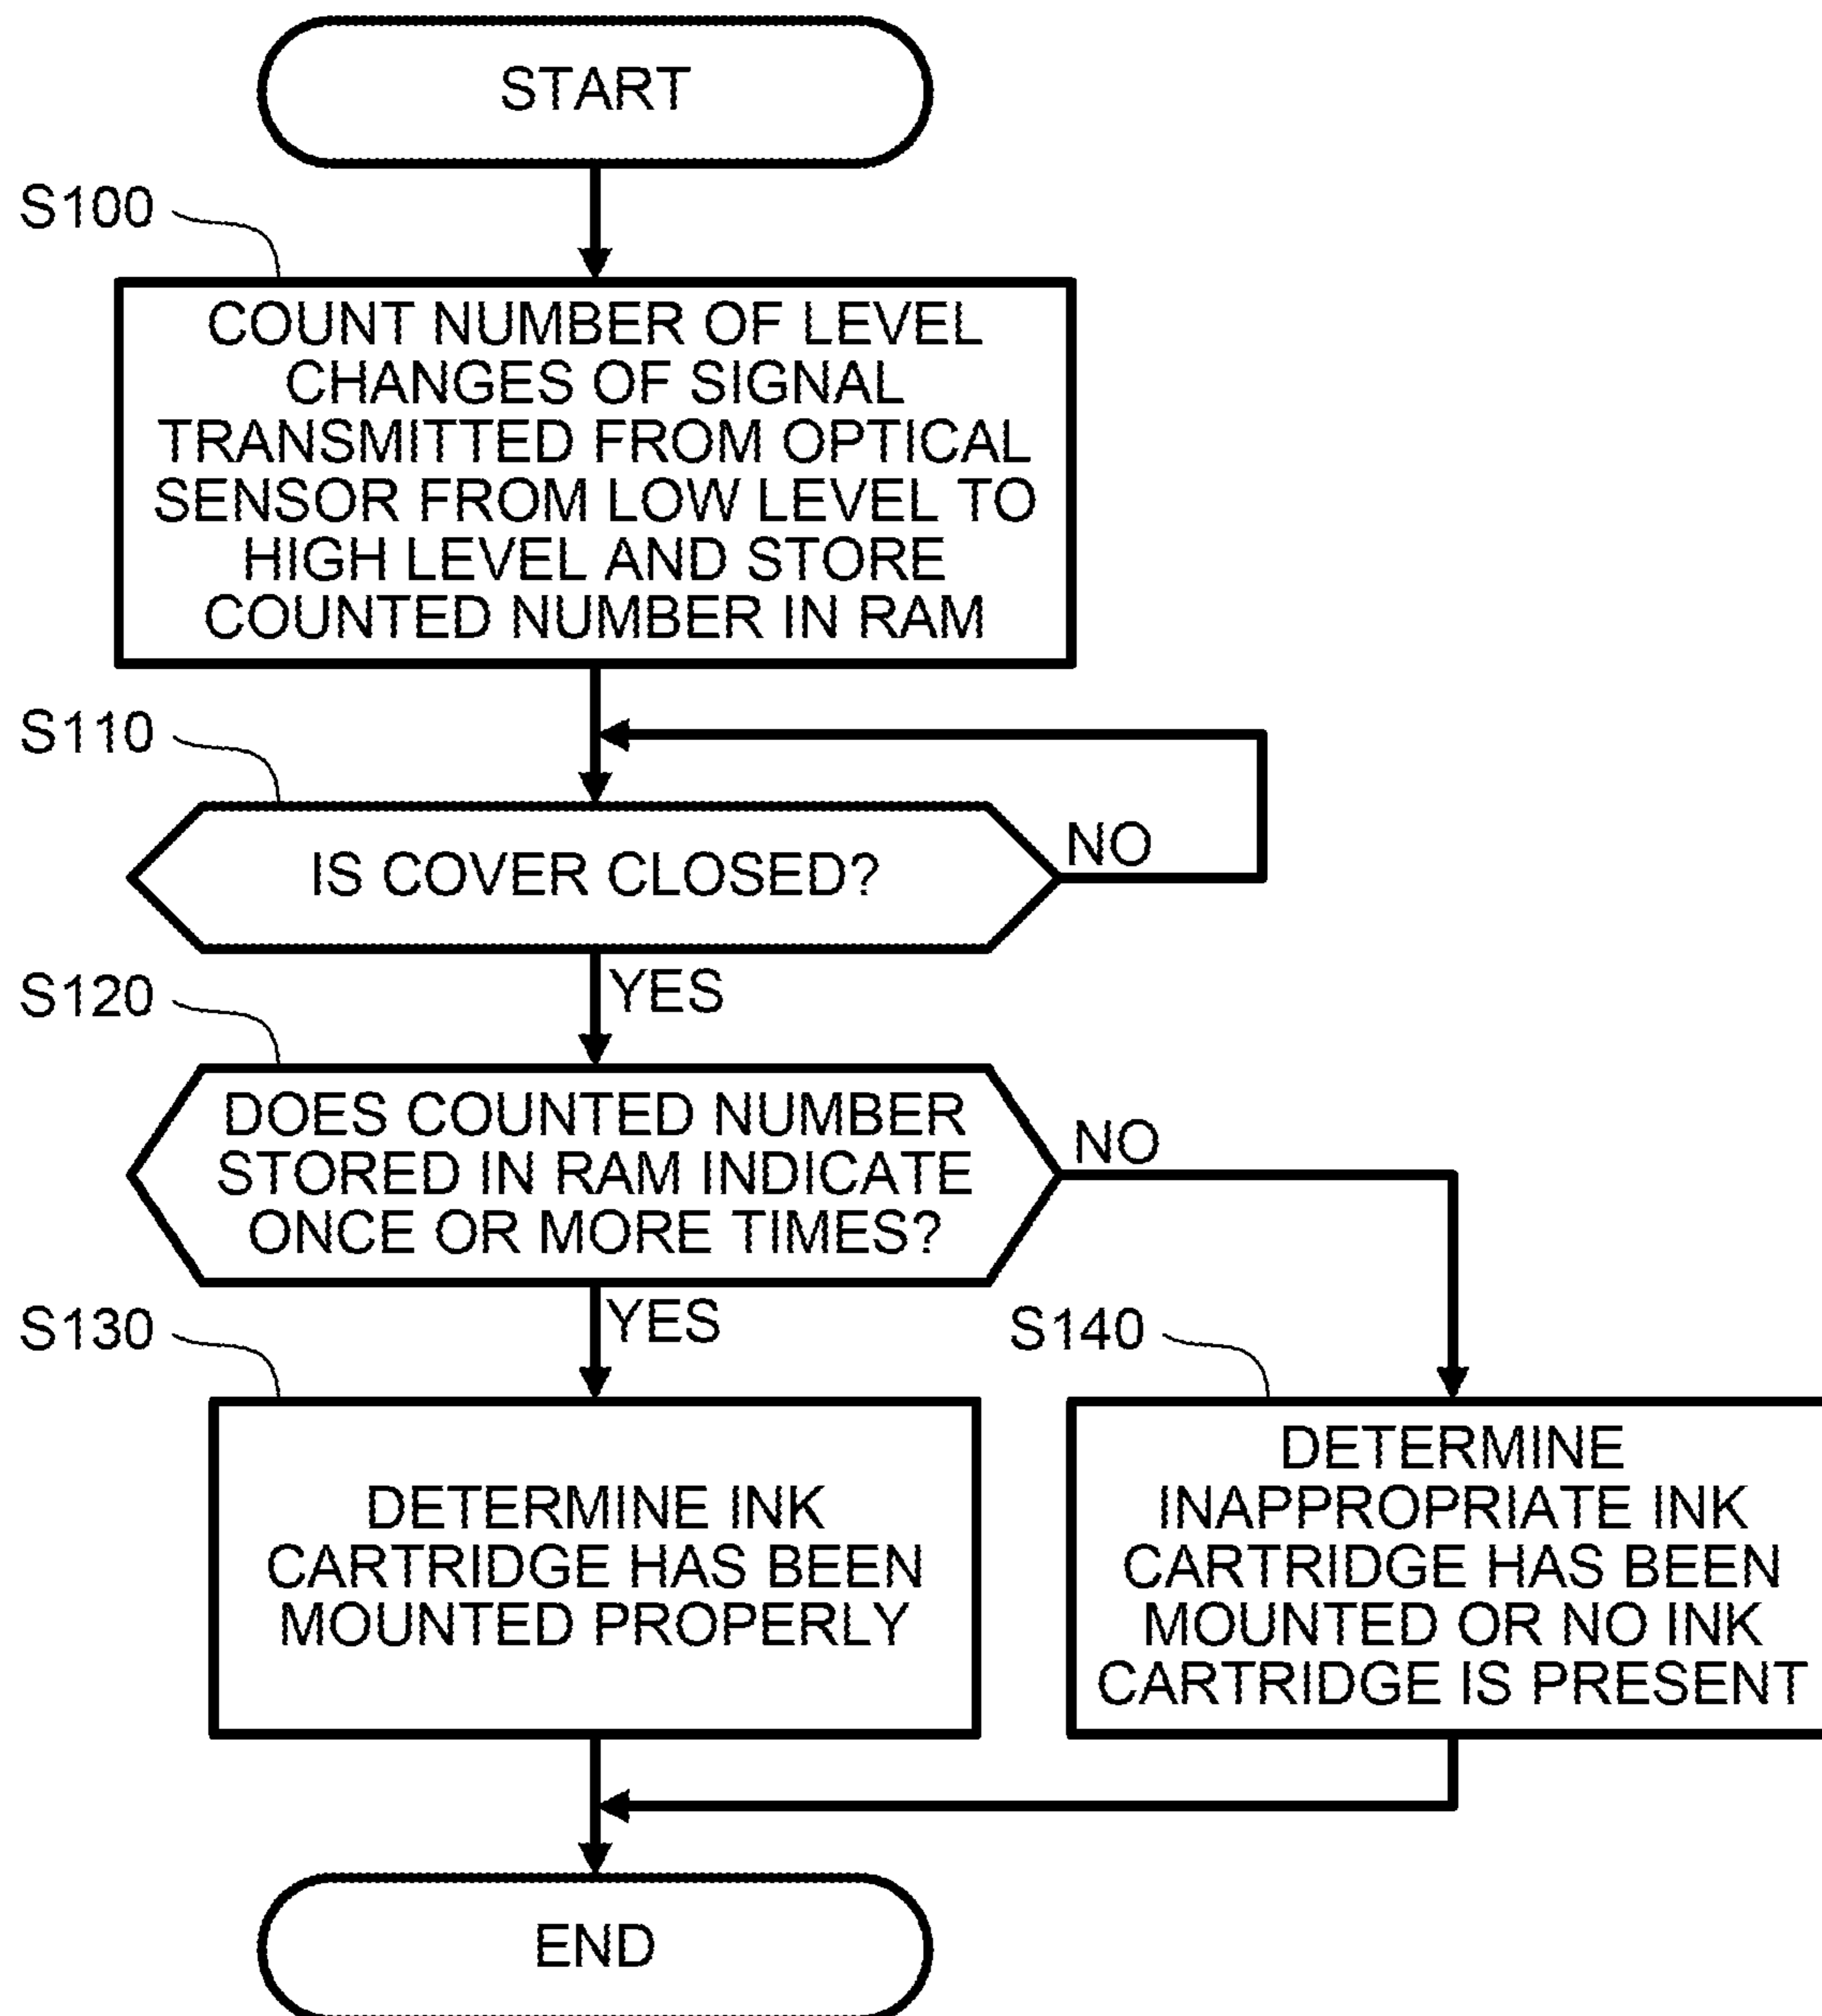 START
S100
COUNT NUMBER OF LEVEL
CHANGES OF SIGNAL
TRANSMITTED FROM OPTICAL
SENSOR FROM LOW LEVEL TO
HIGH LEVEL AND STORE
COUNTED NUMBER IN RAM
S110
IS COVER CLOSED?
NO
YES
S120
DOES COUNTED NUMBER
STORED IN RAM INDICATE
ONCE OR MORE TIMES?
NO
YES
S130
DETERMINE INK
CARTRIDGE HAS BEEN
MOUNTED PROPERLY
S140
DETERMINE
INAPPROPRIATE INK
CARTRIDGE HAS BEEN
MOUNTED OR NO INK
CARTRIDGE IS PRESENT
END